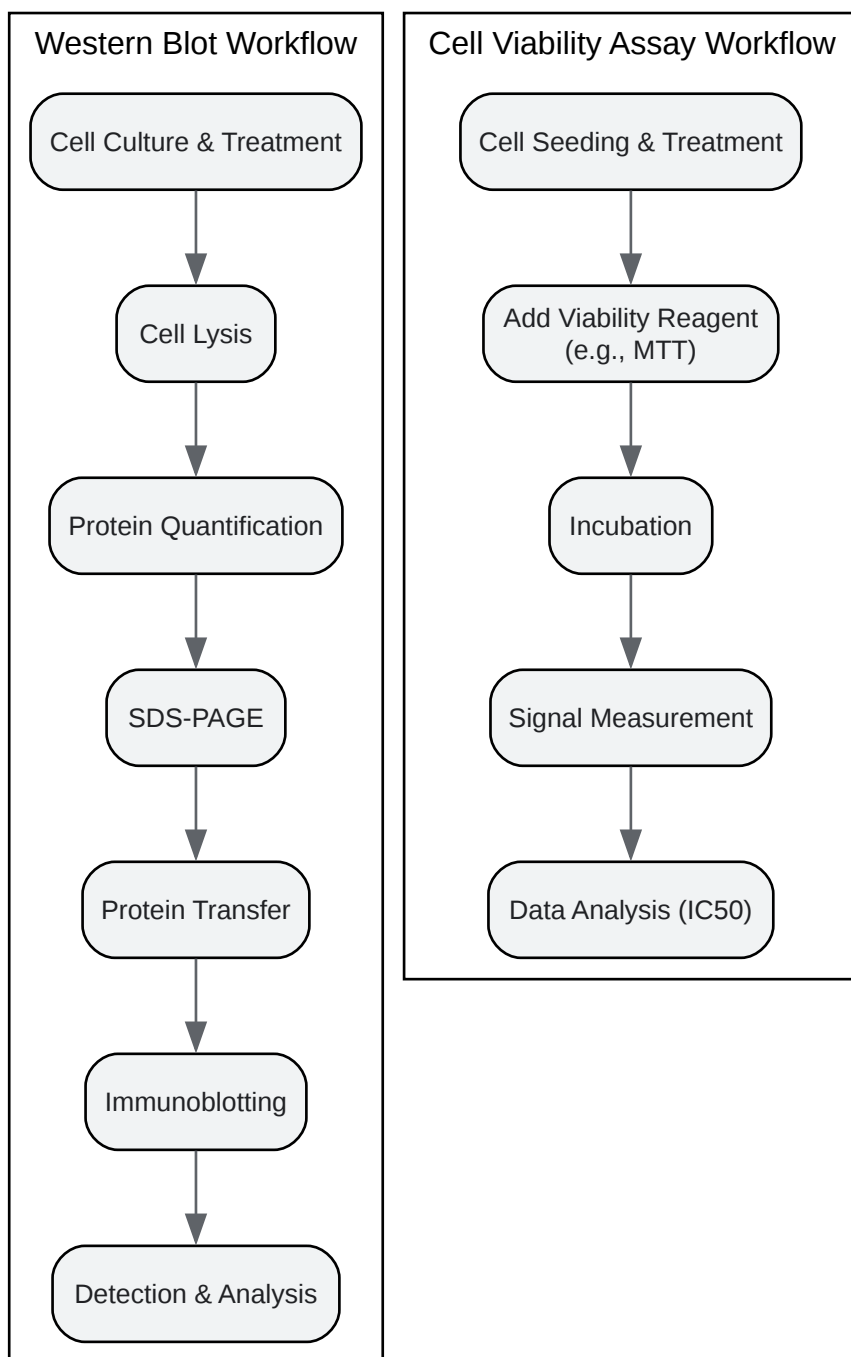 Western Blot Workflow
Cell Culture & Treatment
Cell Lysis
Protein Quantification
SDS-PAGE
Protein Transfer
Immunoblotting
Detection & Analysis
Cell Viability Assay Workflow
Cell Seeding & Treatment
Add Viability Reagent
(e.g., MTT)
Incubation
Signal Measurement
Data Analysis (IC50)